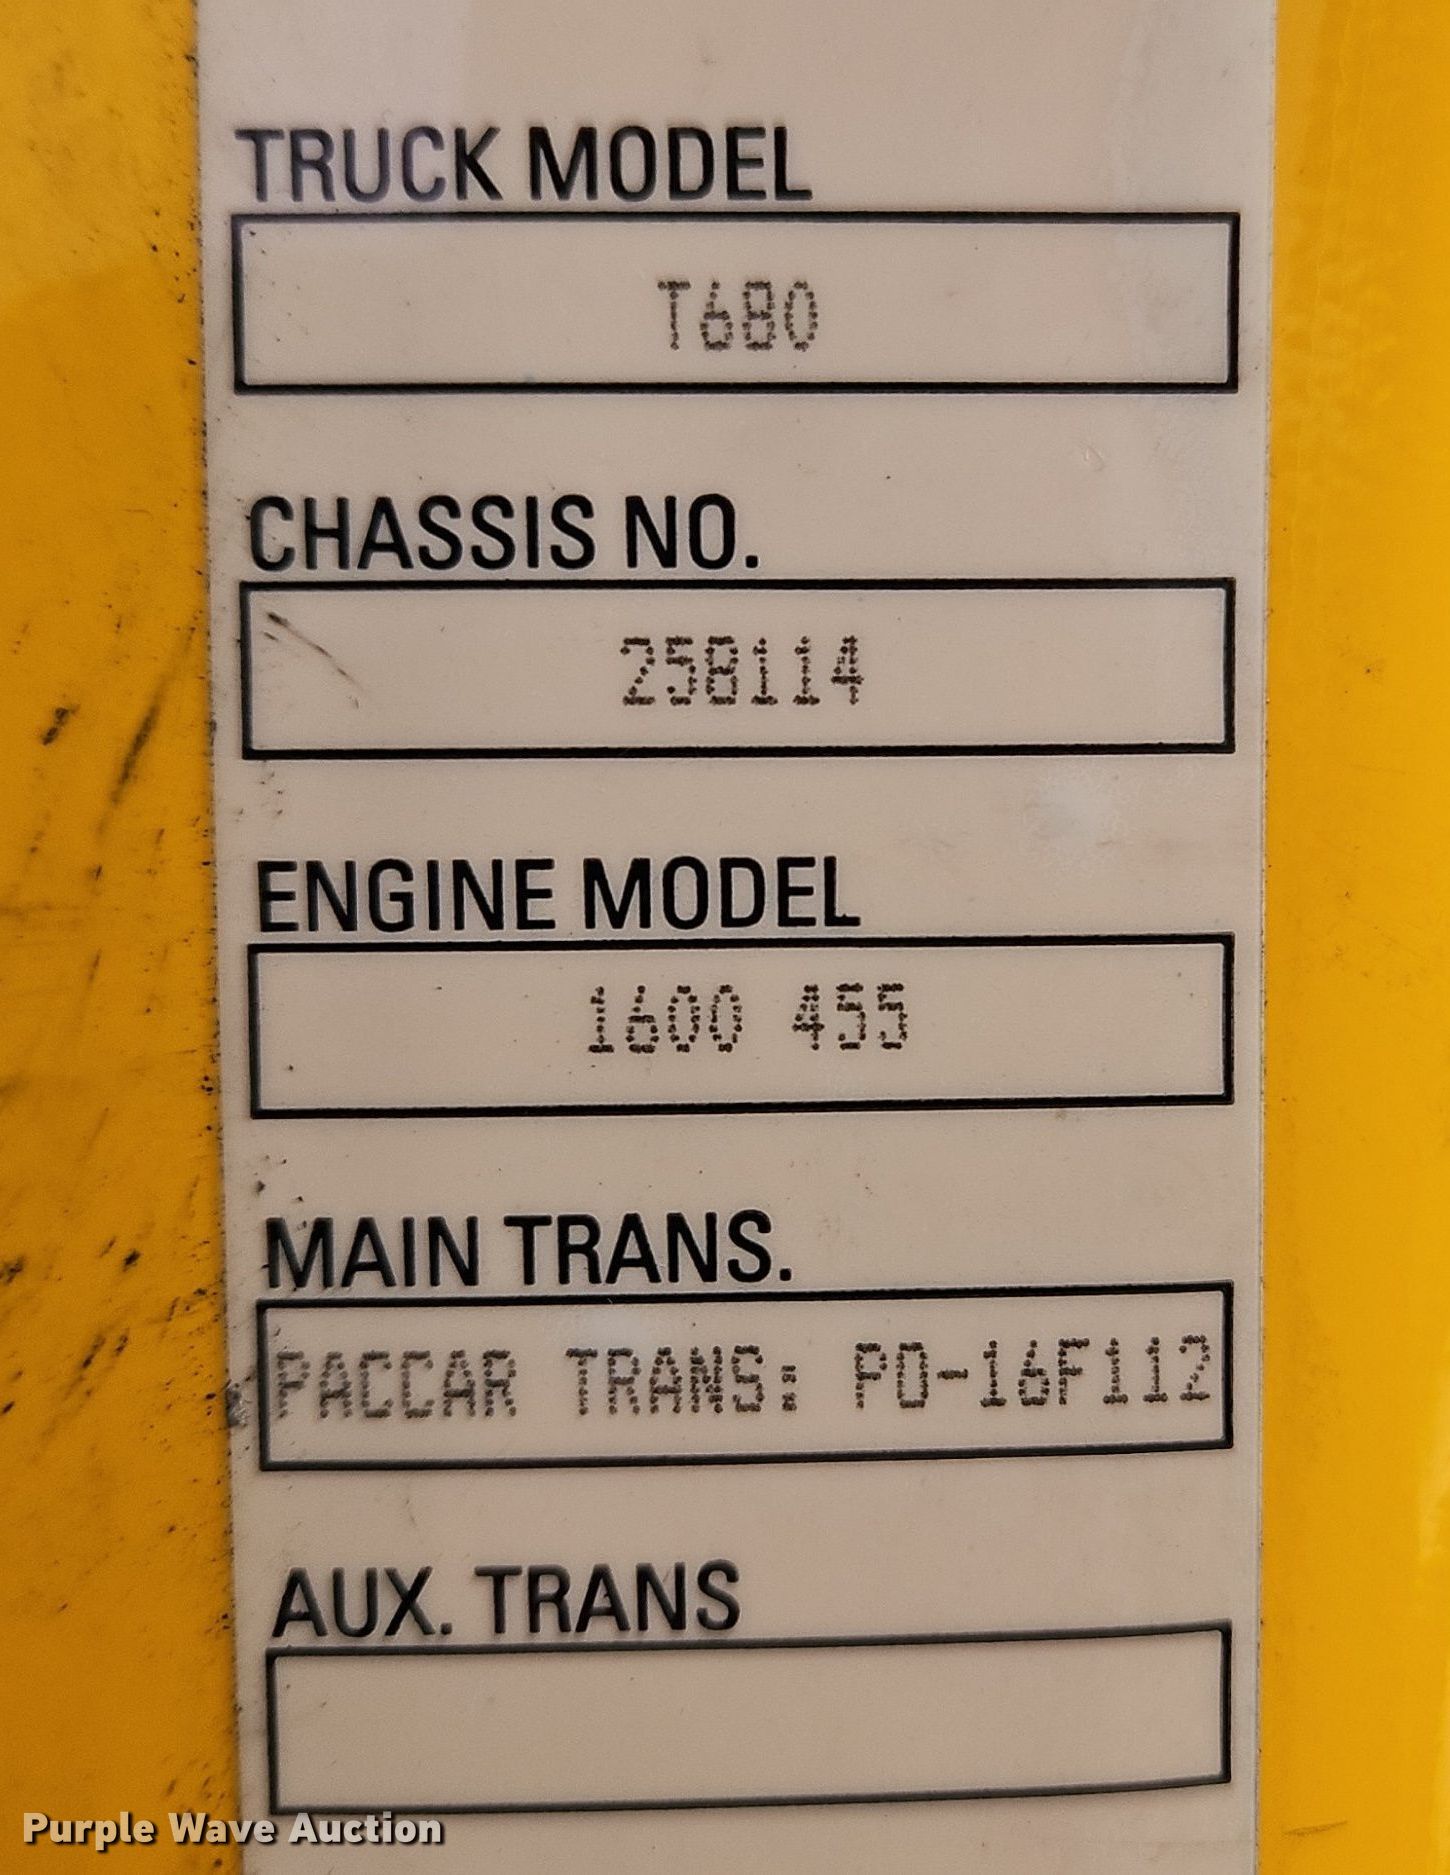 TRUCK MODEL
T680
CHASSIS NO.
258114
ENGINE MODEL
1600 455
MAIN TRANS.
PACCAR TRANS: PO-16F112
AUX. TRANS
Purple Wave Auction